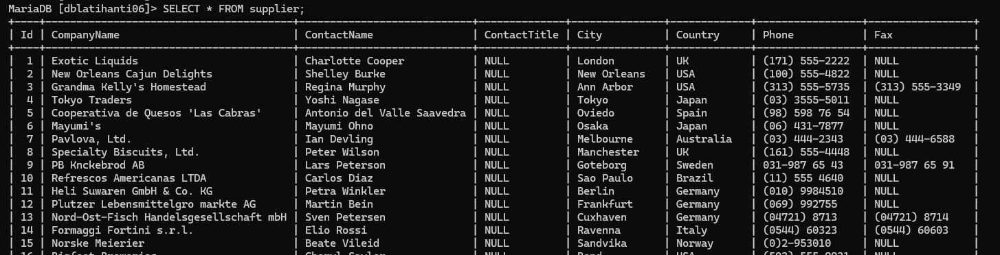 MariaDB [dblatihanti06]> SELECT * FROM supplier;
| Id | CompanyName | ContactName | ContactTitle | City | Country | Phone | Fax |
| 1 | Exotic Liquids | Charlotte Cooper | NULL | London | UK | (171) 555-2222 | NULL |
| 2 | New Orleans Cajun Delights | Shelley Burke | NULL | New Orleans | USA | (100) 555-4822 | NULL |
| 3 | Grandma Kelly's Homestead | Regina Murphy | NULL | Ann Arbor | USA | (313) 555-5735 | (313) 555-3349 |
| 4 | Tokyo Traders | Yoshi Nagase | NULL | Tokyo | Japan | (03) 3555-5011 | NULL |
| 5 | Cooperativa de Quesos 'Las Cabras' | Antonio del Valle Saavedra | NULL | Oviedo | Spain | (98) 598 76 54 | NULL |
| 6 | Mayumi's | Mayumi Ohno | NULL | Osaka | Japan | (06) 431-7877 | NULL |
| 7 | Pavlova, Ltd. | Ian Devling | NULL | Melbourne | Australia | (03) 444-2343 | (03) 444-6588 |
| 8 | Specialty Biscuits, Ltd. | Peter Wilson | NULL | Manchester | UK | (161) 555-4448 | NULL |
| 9 | PB Knckebrod AB | Lars Peterson | NULL | Goteborg | Sweden | 031-987 65 43 | 031-987 65 91 |
| 10 | Refrescos Americanas LTDA | Carlos Diaz | NULL | Sao Paulo | Brazil | (11) 555 4640 | NULL |
| 11 | Heli Suwaren GmbH & Co. KG | Petra Winkler | NULL | Berlin | Germany | (010) 9984510 | NULL |
| 12 | Plutzer Lebensmittelgro markte AG | Martin Bein | NULL | Frankfurt | Germany | (069) 992755 | NULL |
| 13 | Nord-Ost-Fisch Handelsgesellschaft mbH | Sven Petersen | NULL | Cuxhaven | Germany | (04721) 8713 | (04721) 8714 |
| 14 | Formaggi Fortini s.r.l. | Elio Rossi | NULL | Ravenna | Italy | (0544) 60323 | (0544) 60603 |
| 15 | Norske Meierier | Beate Vileid | NULL | Sandvika | Norway | (0)2-953010 | NULL |